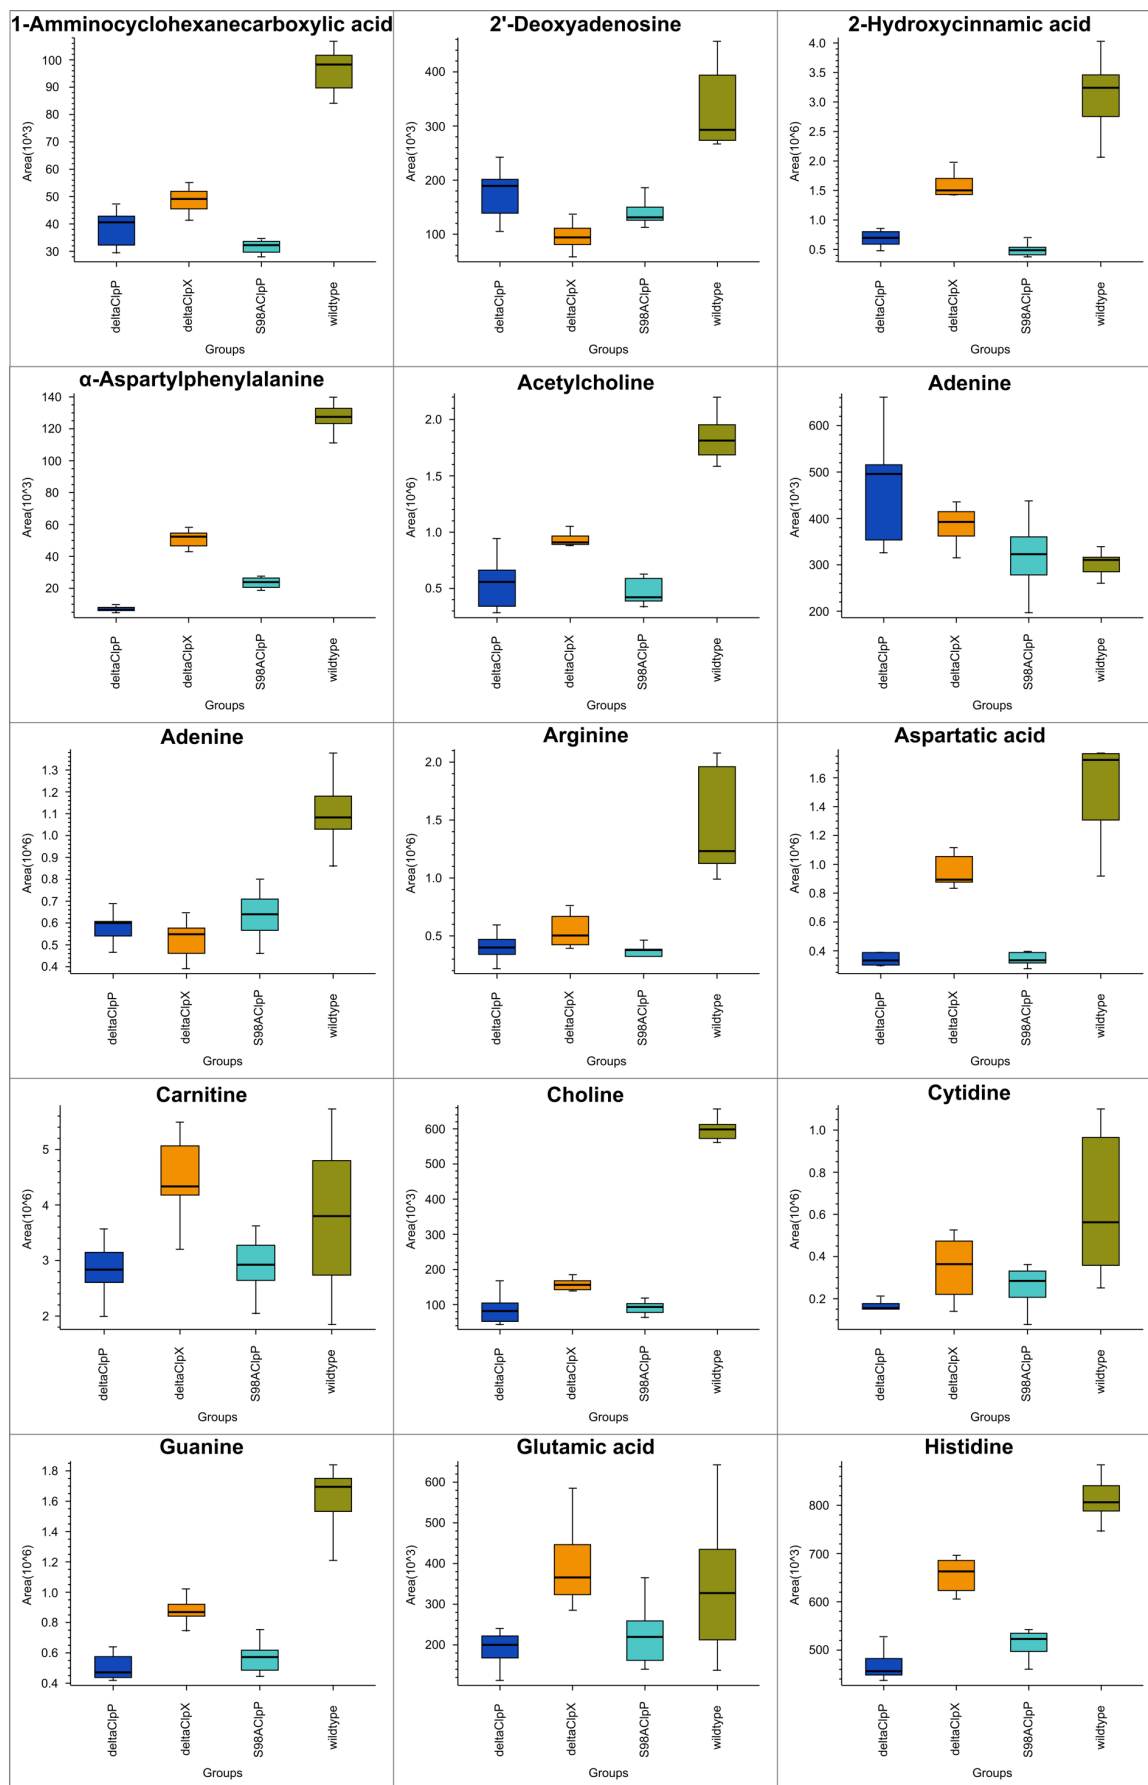 1-Amminocyclohexanecarboxylic acid
Area(10^3)
100
90
80
70
60
50
40
30
deltaClpP
deltaClpX
S98AClpP
wildtype
Groups
2'-Deoxyadenosine
Area(10^3)
400
300
200
100
deltaClpP
deltaClpX
S98AClpP
wildtype
Groups
2-Hydroxycinnamic acid
Area(10^6)
4.0
3.5
3.0
2.5
2.0
1.5
1.0
0.5
deltaClpP
deltaClpX
S98AClpP
wildtype
Groups
α-Aspartylphenylalanine
Area(10^3)
140
120
100
80
60
40
20
deltaClpP
deltaClpX
S98AClpP
wildtype
Groups
Acetylcholine
Area(10^6)
2.0
1.5
1.0
0.5
deltaClpP
deltaClpX
S98AClpP
wildtype
Groups
Adenine
Area(10^3)
600
500
400
300
200
deltaClpP
deltaClpX
S98AClpP
wildtype
Groups
Adenine
Area(10^6)
1.3
1.2
1.1
1.0
0.9
0.8
0.7
0.6
0.5
0.4
deltaClpP
deltaClpX
S98AClpP
wildtype
Groups
Arginine
Area(10^6)
2.0
1.5
1.0
0.5
deltaClpP
deltaClpX
S98AClpP
wildtype
Groups
Aspartatic acid
Area(10^6)
1.6
1.4
1.2
1.0
0.8
0.6
0.4
deltaClpP
deltaClpX
S98AClpP
wildtype
Groups
Carnitine
Area(10^6)
5
4
3
2
deltaClpP
deltaClpX
S98AClpP
wildtype
Groups
Choline
Area(10^3)
600
500
400
300
200
100
deltaClpP
deltaClpX
S98AClpP
wildtype
Groups
Cytidine
Area(10^6)
1.0
0.8
0.6
0.4
0.2
deltaClpP
deltaClpX
S98AClpP
wildtype
Groups
Guanine
Area(10^6)
1.8
1.6
1.4
1.2
1.0
0.8
0.6
0.4
deltaClpP
deltaClpX
S98AClpP
wildtype
Groups
Glutamic acid
Area(10^3)
600
500
400
300
200
deltaClpP
deltaClpX
S98AClpP
wildtype
Groups
Histidine
Area(10^3)
800
700
600
500
deltaClpP
deltaClpX
S98AClpP
wildtype
Groups